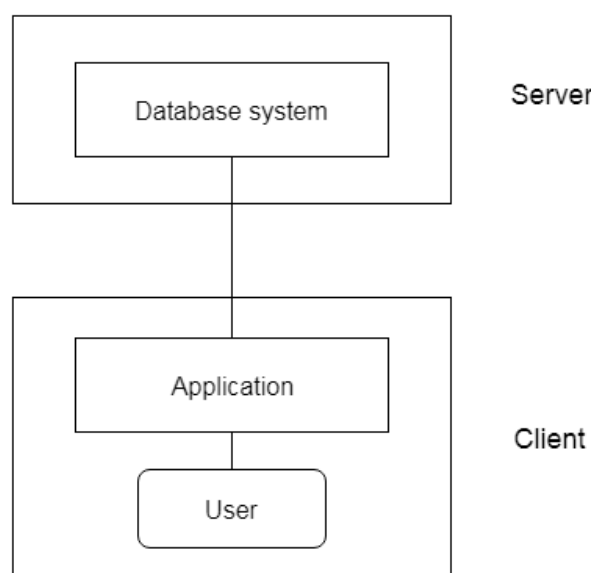 Database system
Server
Application
Client
User